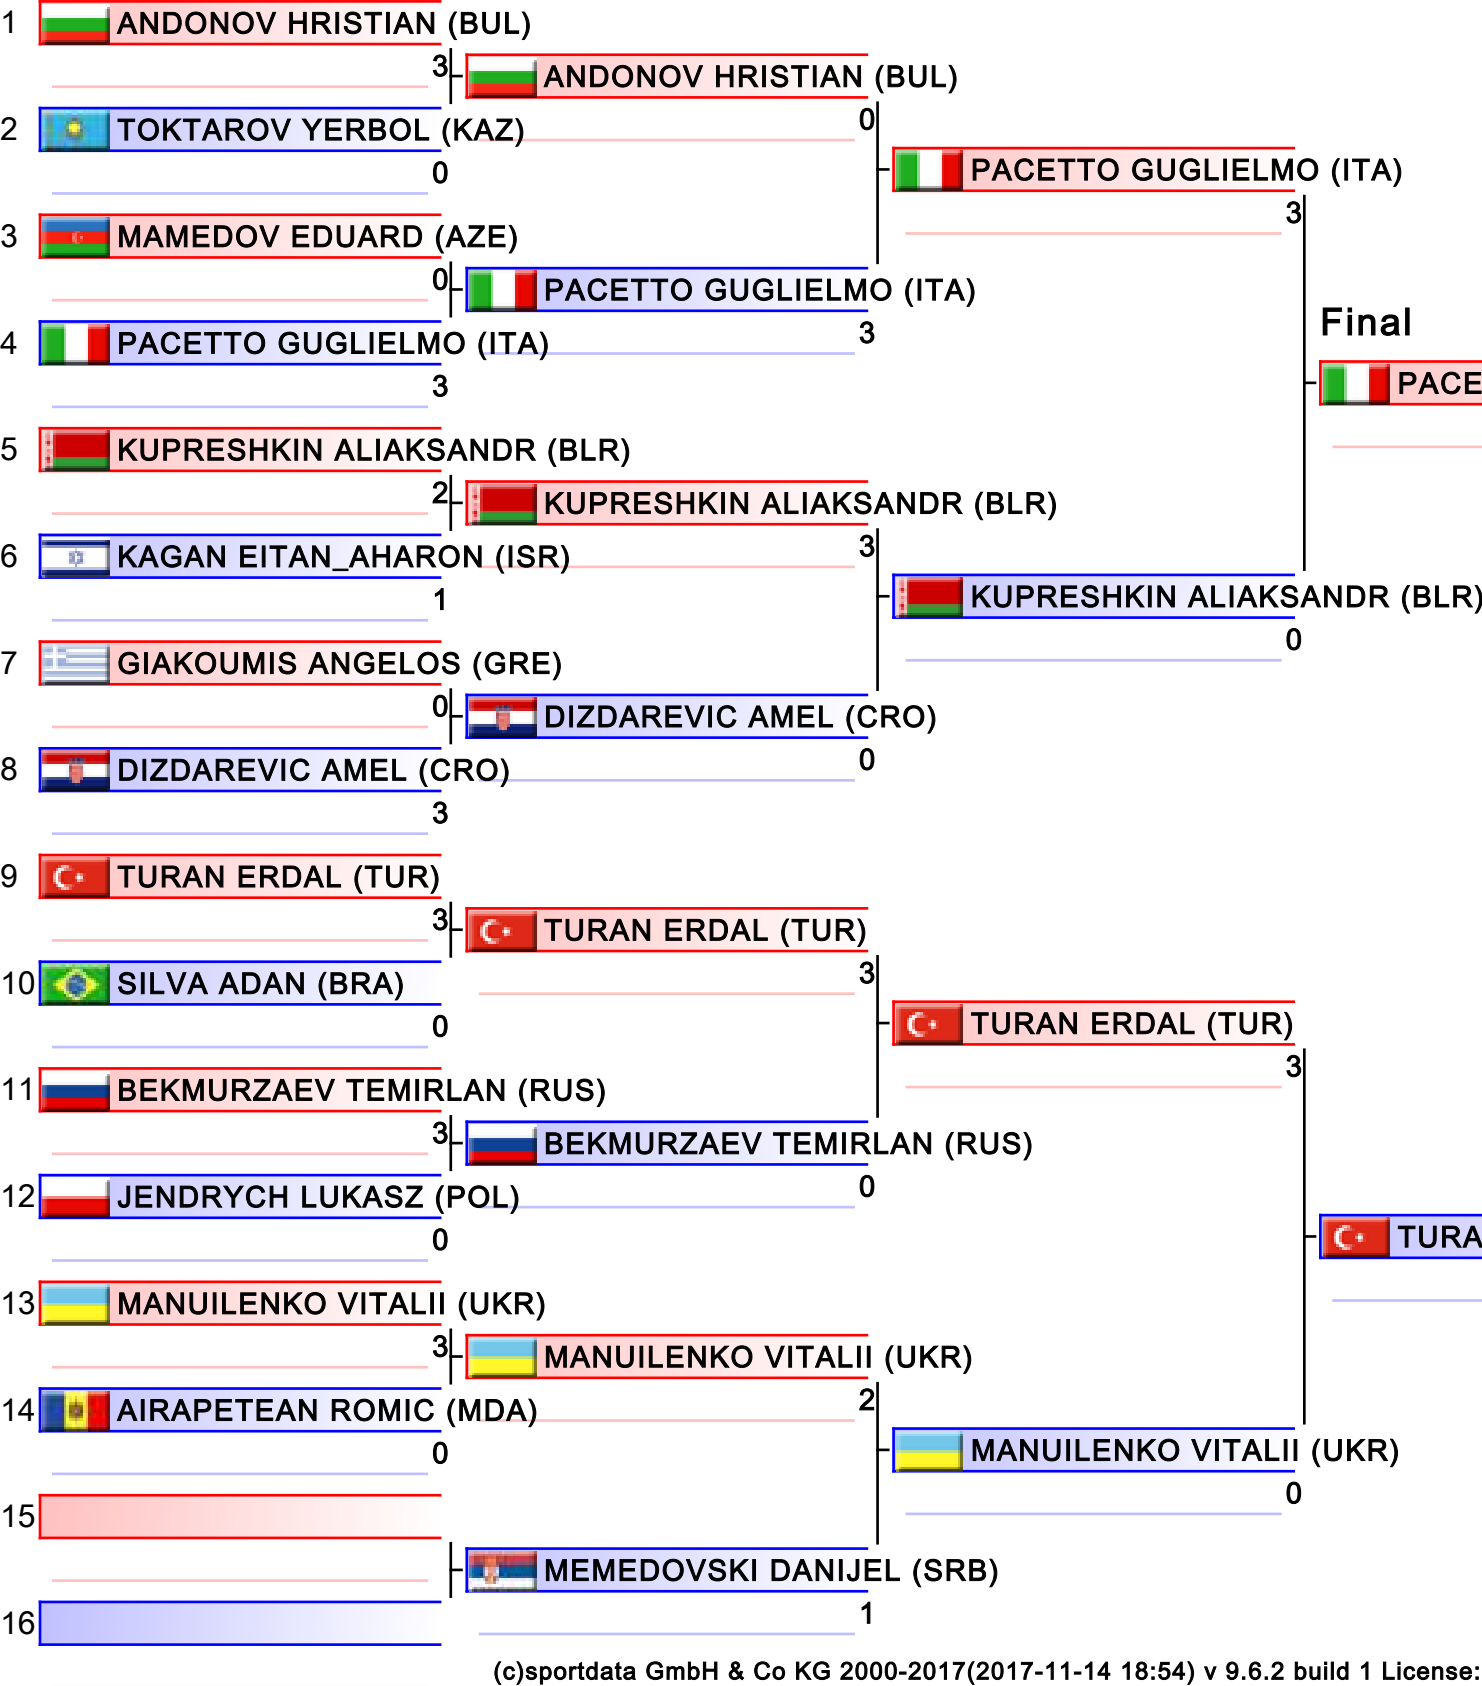 1 ANDONOV HRISTIAN (BUL)
3 ANDONOV HRISTIAN (BUL)
2 TOKTAROV YERBOL (KAZ)
0
0
PACETTO GUGLIELMO (ITA)
3
3 MAMEDOV EDUARD (AZE)
0 PACETTO GUGLIELMO (ITA)
3
4 PACETTO GUGLIELMO (ITA)
3
Final
PACE
5 KUPRESHKIN ALIAKSANDR (BLR)
2 KUPRESHKIN ALIAKSANDR (BLR)
3
6 KAGAN EITAN_AHARON (ISR)
1
KUPRESHKIN ALIAKSANDR (BLR)
0
7 GIAKOUMIS ANGELOS (GRE)
0 DIZDAREVIC AMEL (CRO)
0
8 DIZDAREVIC AMEL (CRO)
3
9 TURAN ERDAL (TUR)
3 TURAN ERDAL (TUR)
3
10 SILVA ADAN (BRA)
0
TURAN ERDAL (TUR)
3
11 BEKMURZAEV TEMIRLAN (RUS)
3 BEKMURZAEV TEMIRLAN (RUS)
0
12 JENDRYCH LUKASZ (POL)
0
TURA
13 MANUILENKO VITALII (UKR)
3 MANUILENKO VITALII (UKR)
2
14 AIRAPETEAN ROMIC (MDA)
0
MANUILENKO VITALII (UKR)
0
15
MEMEDOVSKI DANIJEL (SRB)
1
16
(c)sportdata GmbH & Co KG 2000-2017(2017-11-14 18:54) v 9.6.2 build 1 License: